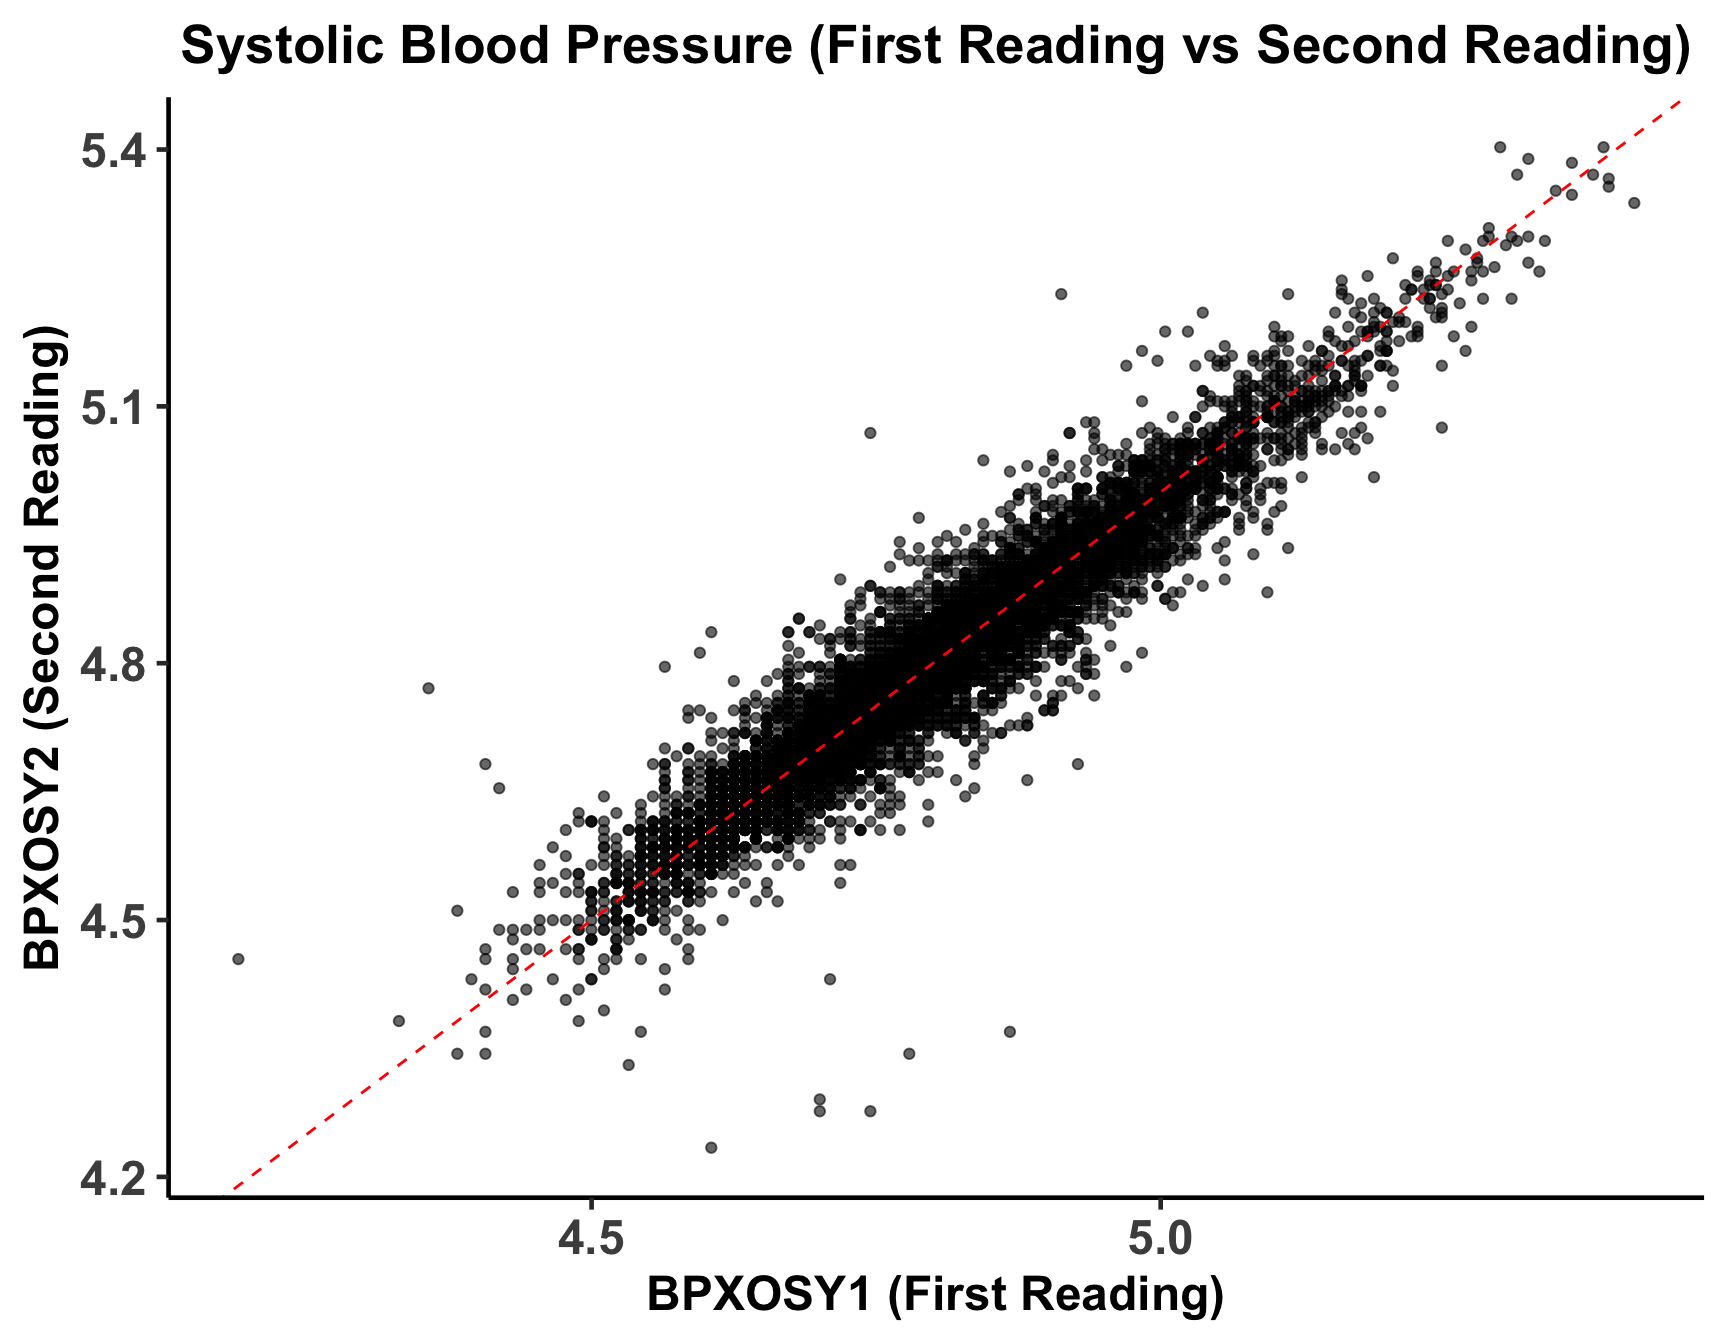 Systolic Blood Pressure (First Reading vs Second Reading)
5.4
5.1
4.8
4.5
4.2
BPXOSY2 (Second Reading)
4.5 5.0
BPXOSY1 (First Reading)